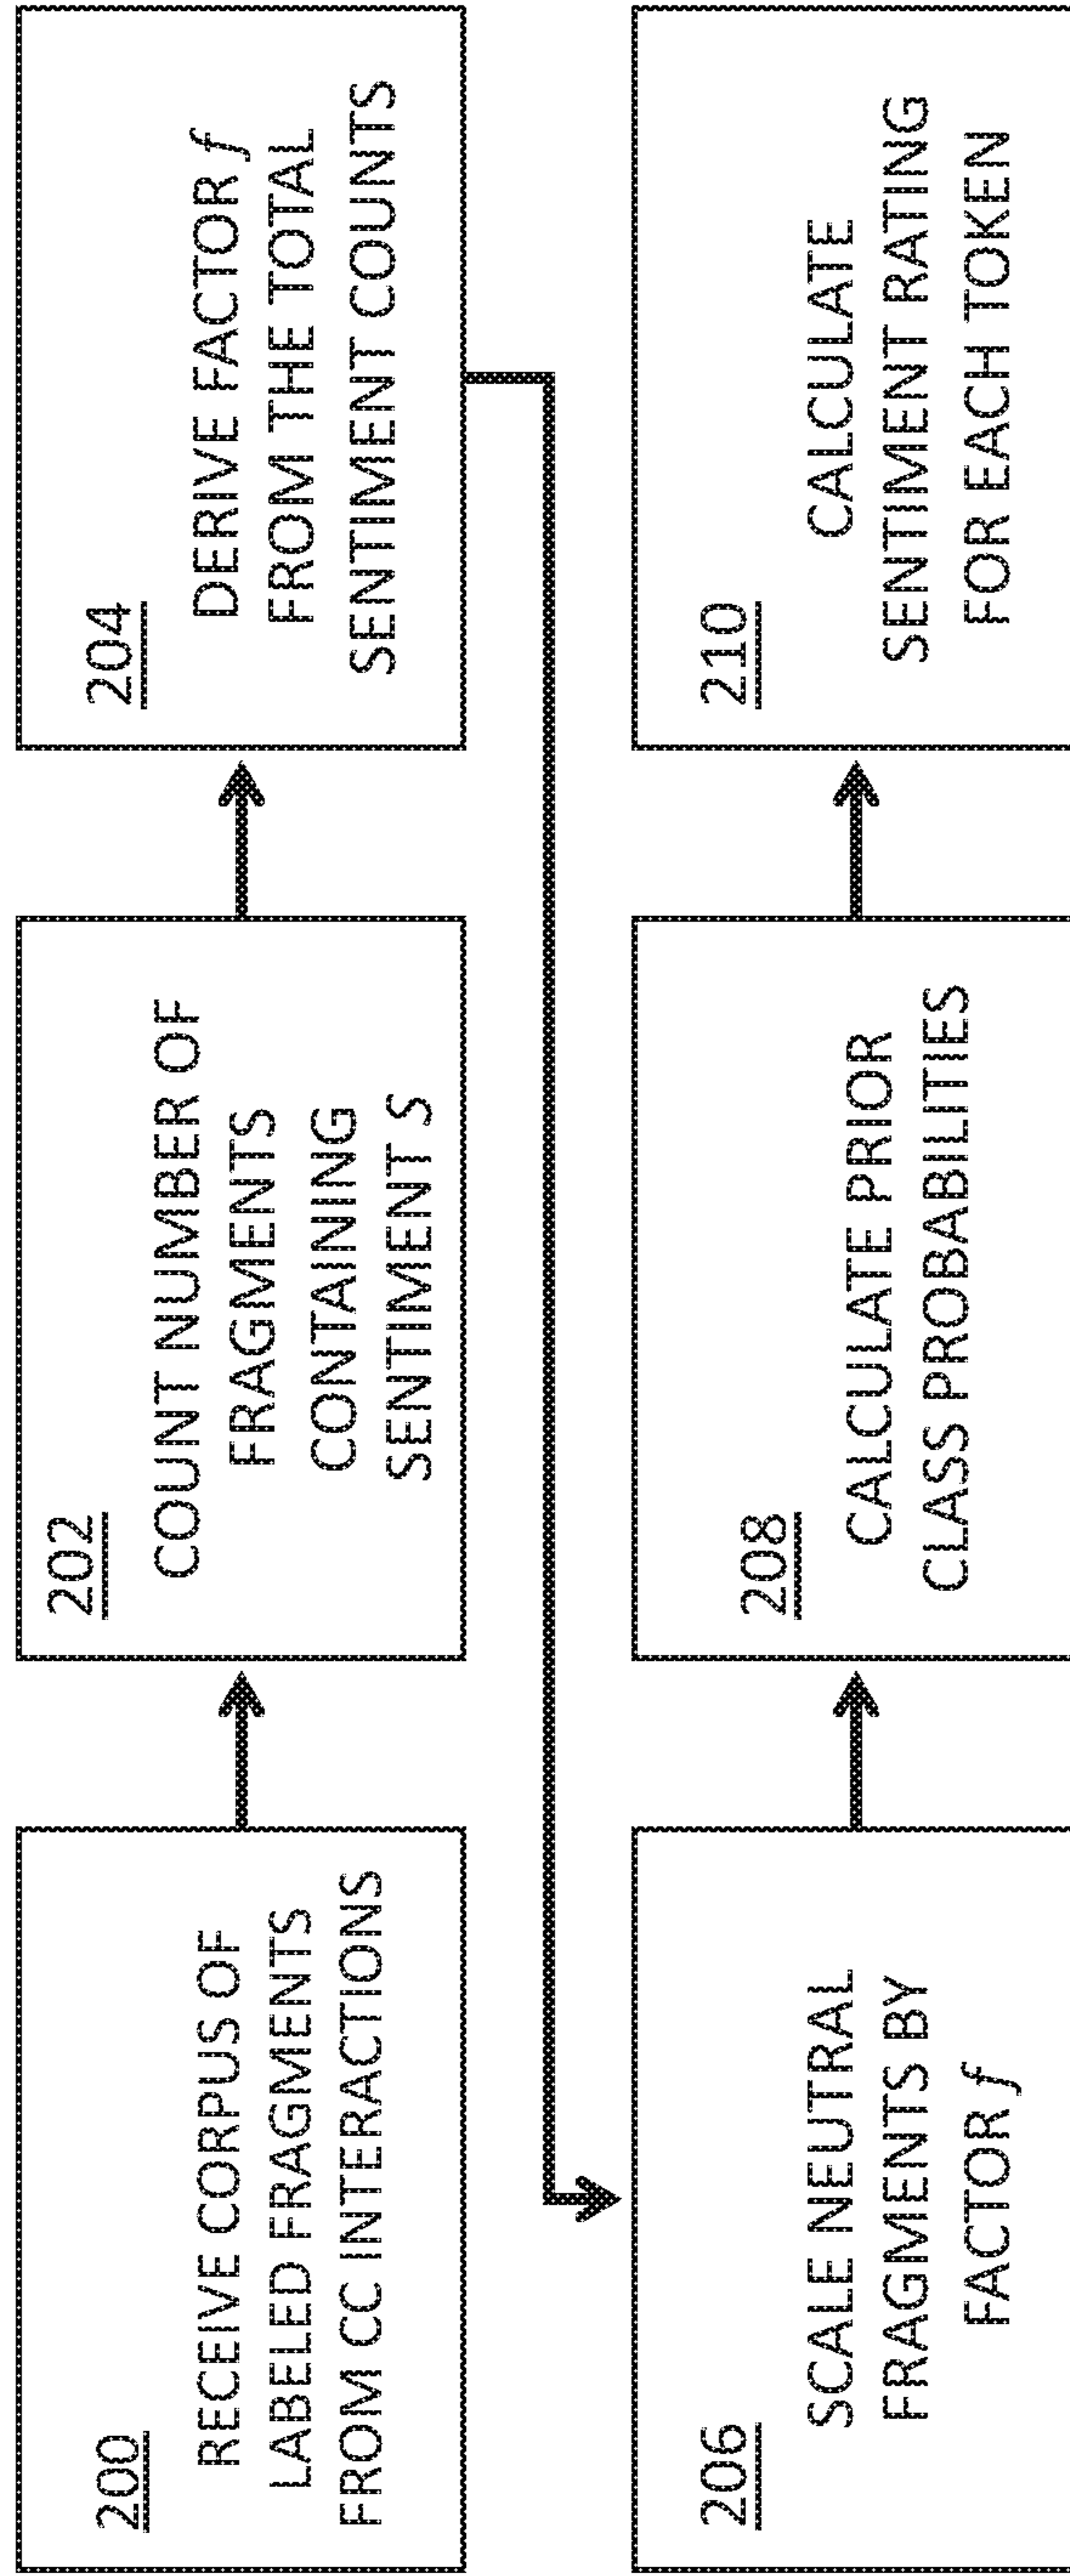 200
RECEIVE CORPUS OF
LABELED FRAGMENTS
FROM CC INTERACTIONS
202
COUNT NUMBER OF
FRAGMENTS
CONTAINING
SENTIMENT S
204
DERIVE FACTOR f
FROM THE TOTAL
SENTIMENT COUNTS
206
SCALE NEUTRAL
FRAGMENTS BY
FACTOR f
208
CALCULATE PRIOR
CLASS PROBABILITIES
210
CALCULATE
SENTIMENT RATING
FOR EACH TOKEN